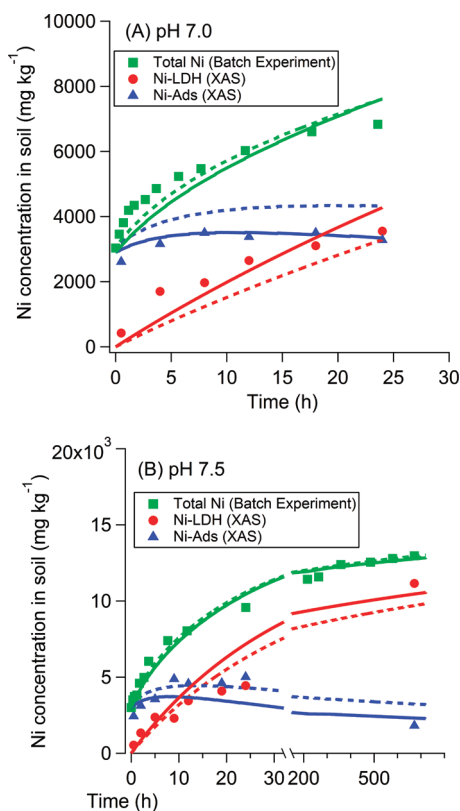 10000
(A) pH 7.0
Total Ni (Batch Experiment)
Ni-LDH (XAS)
Ni-Ads (XAS)
8000
6000
4000
2000
0
Ni concentration in soil (mg kg⁻¹)
0 5 10 15 20 25 30
Time (h)
20x10³
(B) pH 7.5
Total Ni (Batch Experiment)
Ni-LDH (XAS)
Ni-Ads (XAS)
15
10
5
0
Ni concentration in soil (mg kg⁻¹)
0 10 20 30 200 500
Time (h)